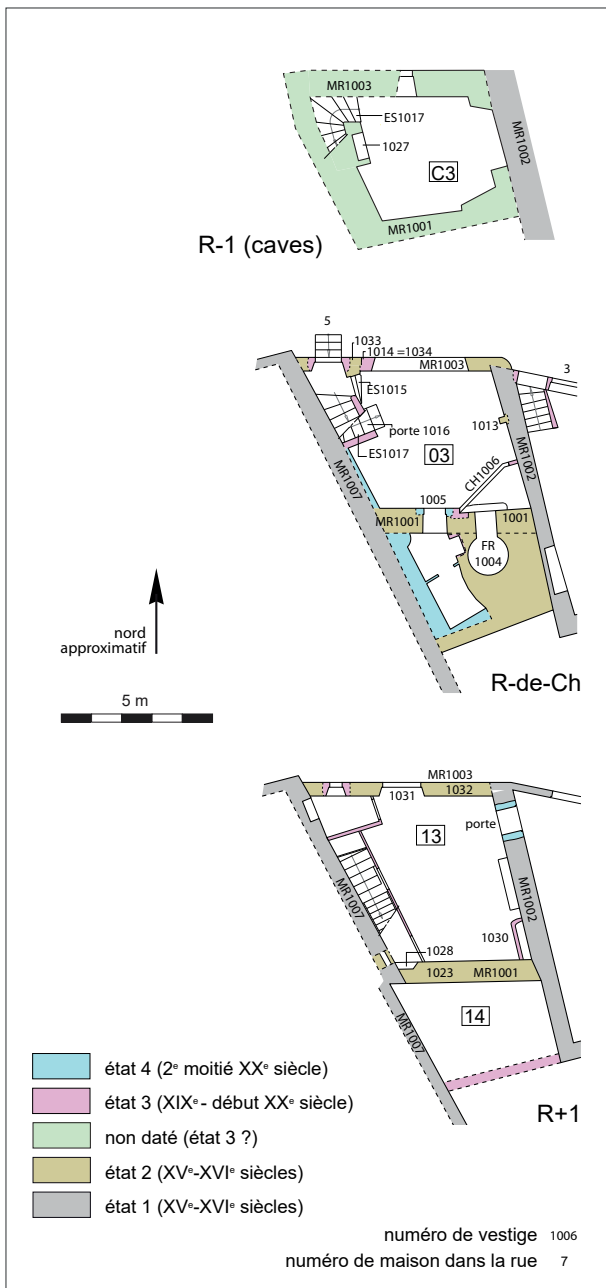 MR1003
ES1017
1027
MR1002
C3
MR1001
R-1 (caves)
5
1033
1014 =1034
MR1003
3
ES1015
porte 1016
1013
ES1017
03
MR1002
CH1006
MR1007
1005
MR1001
1001
FR
1004
nord
approximatif
R-de-Ch
5 m
MR1003
1031
1032
porte
13
MR1007
MR1002
1030
1028
1023
MR1001
14
MR1007
R+1
état 4 (2e moitié XXe siècle)
état 3 (XIXe - début XXe siècle)
non daté (état 3 ?)
état 2 (XVe-XVIe siècles)
état 1 (XVe-XVIe siècles)
numéro de vestige 1006
numéro de maison dans la rue 7